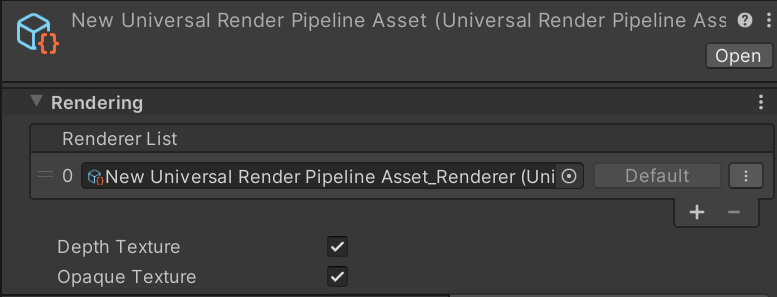 New Universal Render Pipeline Asset (Universal Render Pipeline Ass
Open
Rendering
Renderer List
0 New Universal Render Pipeline Asset_Renderer (Uni Default
Depth Texture
Opaque Texture